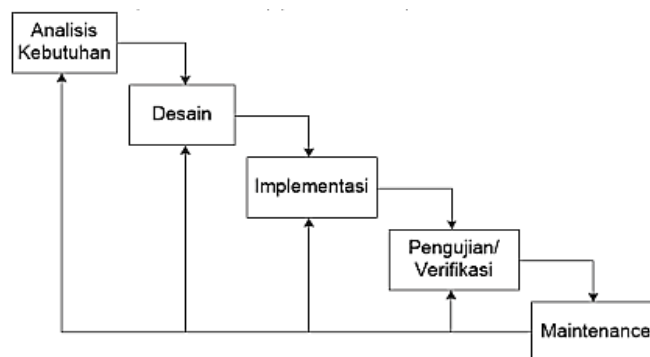 Analisis
Kebutuhan
Desain
Implementasi
Pengujian/
Verifikasi
Maintenance